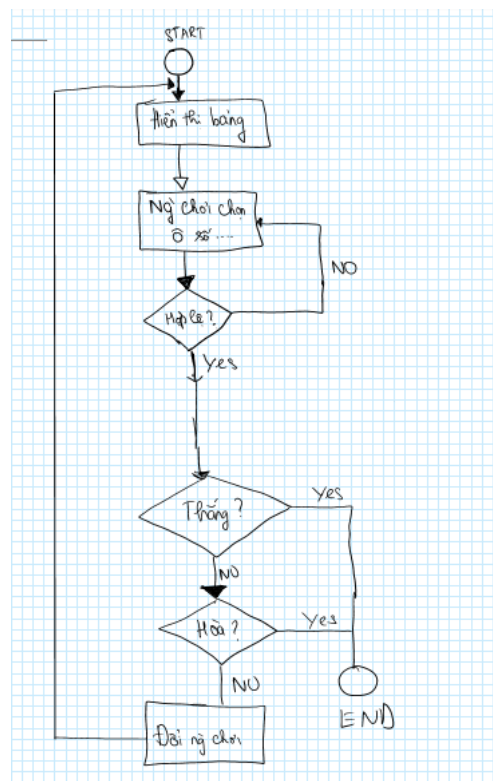 START
Hiển thị bảng
Ng' chơi chọn
ô số ....
NO
Hợp lệ?
Yes
Thắng?
Yes
NO
Hòa?
Yes
NO
END
Đổi ng' chơi